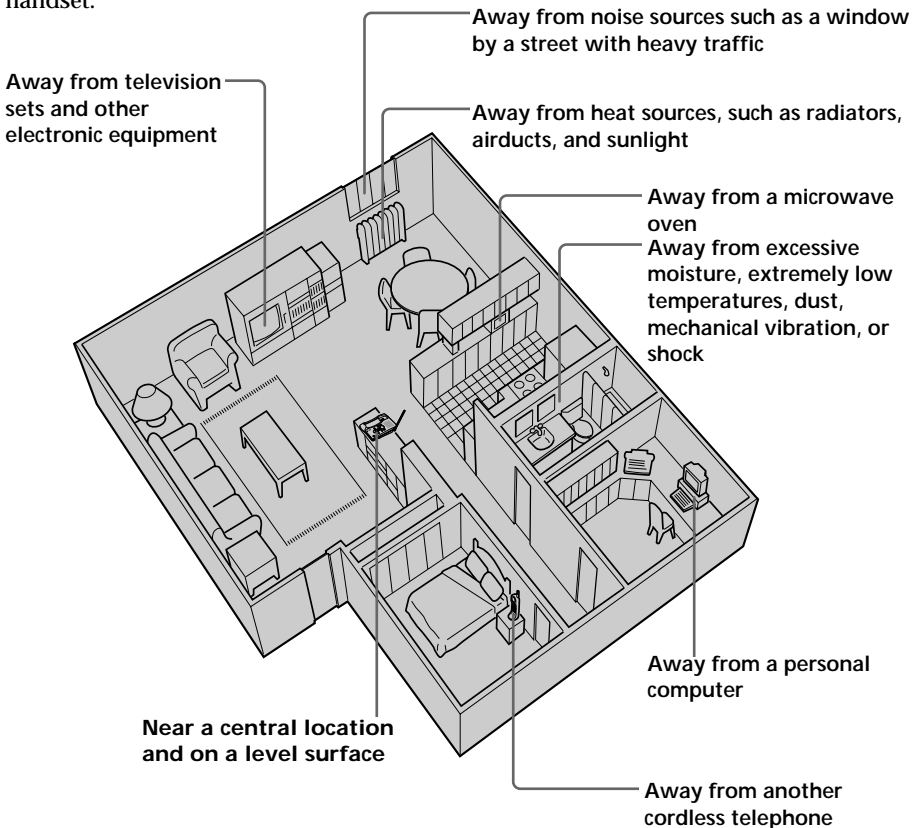 handset.
Away from noise sources such as a window
by a street with heavy traffic
Away from television
sets and other
electronic equipment
Away from heat sources, such as radiators,
airducts, and sunlight
Away from a microwave
oven
Away from excessive
moisture, extremely low
temperatures, dust,
mechanical vibration, or
shock
Away from a personal
computer
Near a central location
and on a level surface
Away from another
cordless telephone